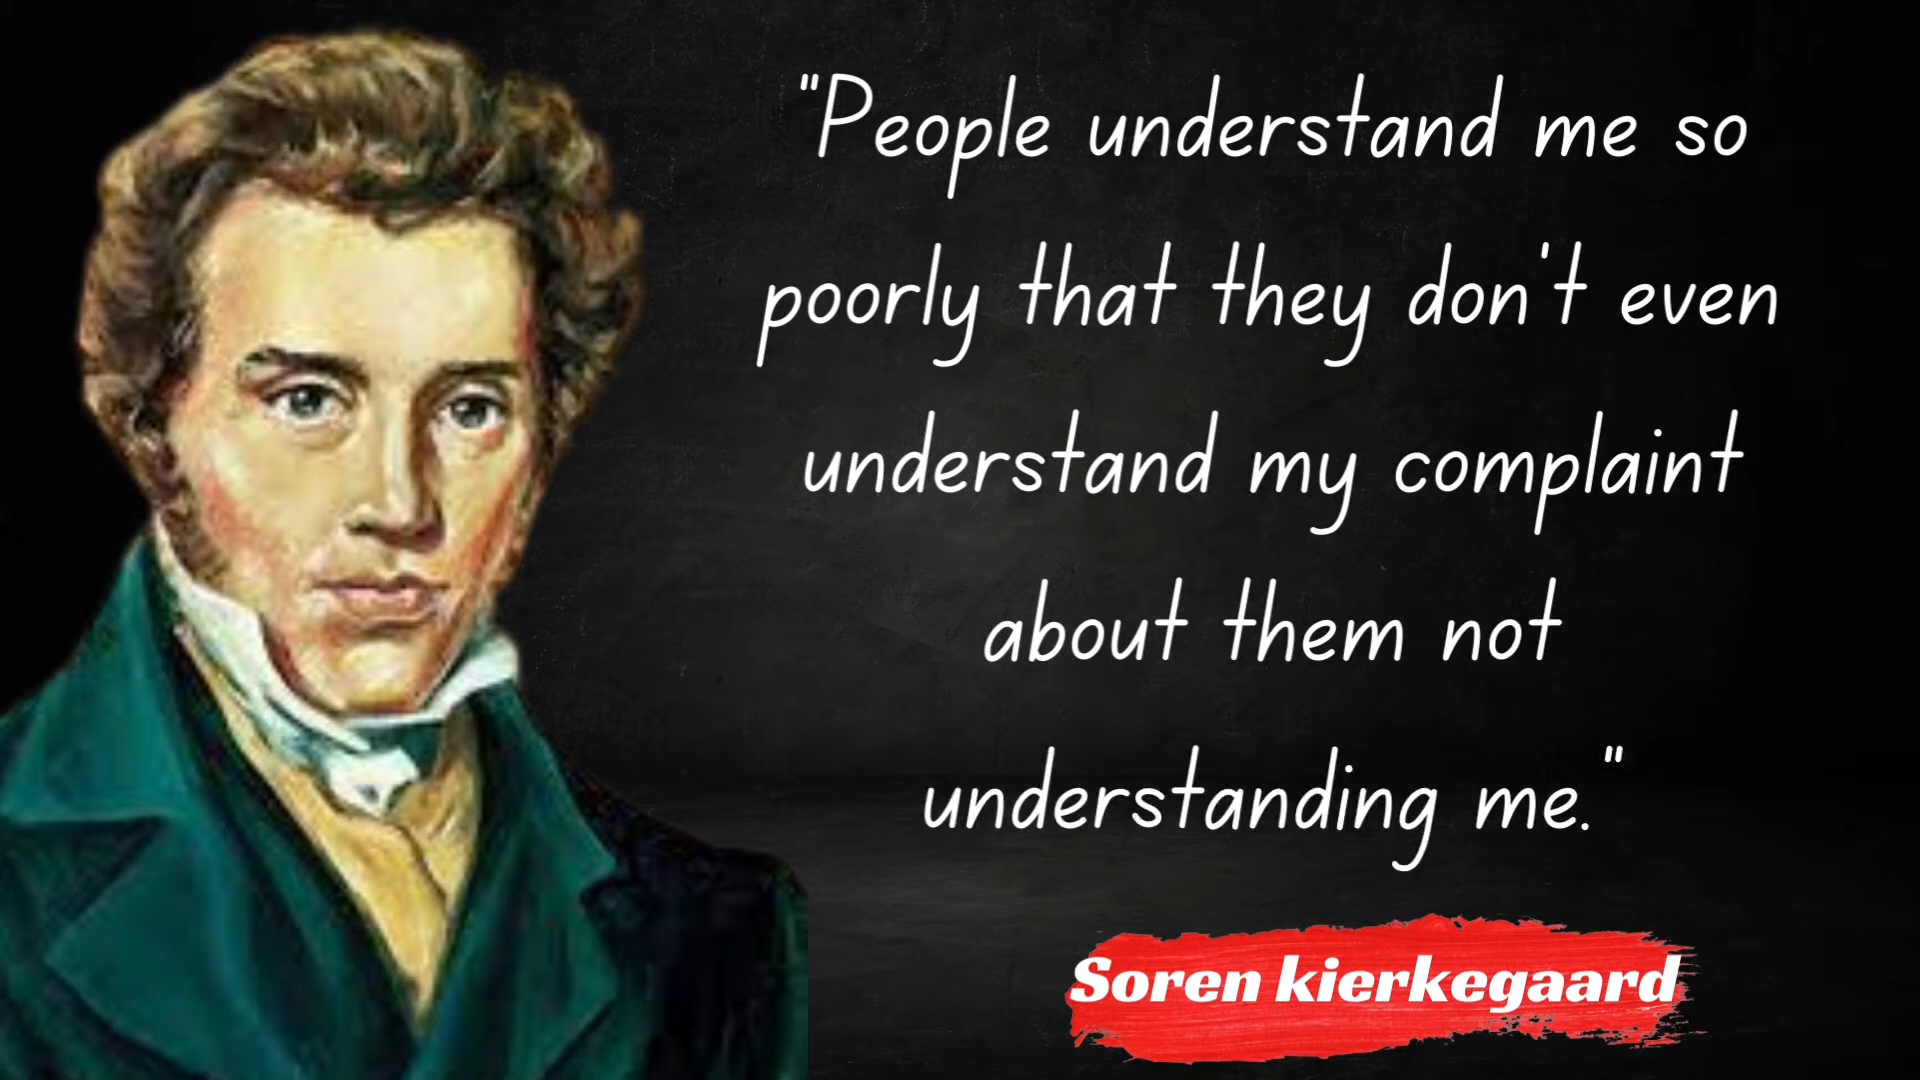 "People understand me so
poorly that they don't even
understand my complaint
about them not
understanding me."
Soren kierkegaard